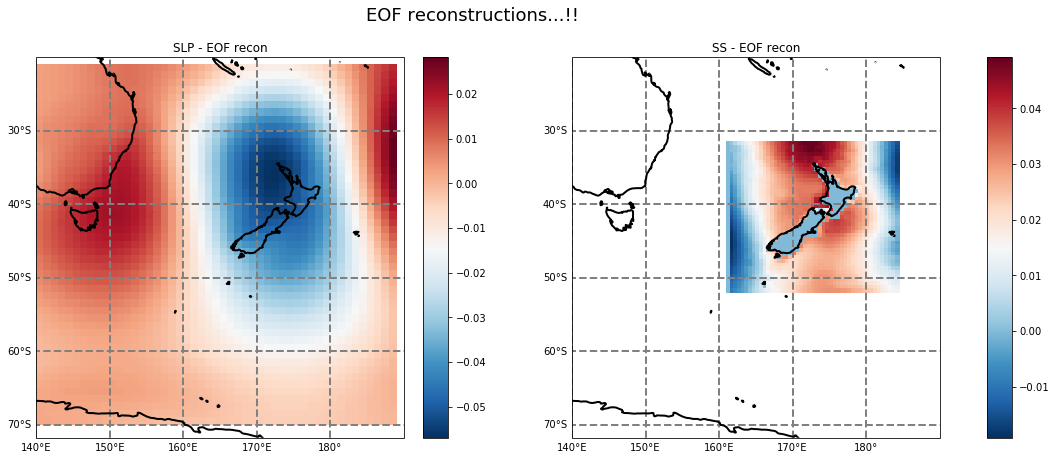 EOF reconstructions...!!
SLP - EOF recon
30°S
40°S
50°S
60°S
70°S
140°E
150°E
160°E
170°E
180°
0.02
0.01
0.00
−0.01
−0.02
−0.03
−0.04
−0.05
SS - EOF recon
30°S
40°S
50°S
60°S
70°S
140°E
150°E
160°E
170°E
180°
0.04
0.03
0.02
0.01
0.00
−0.01